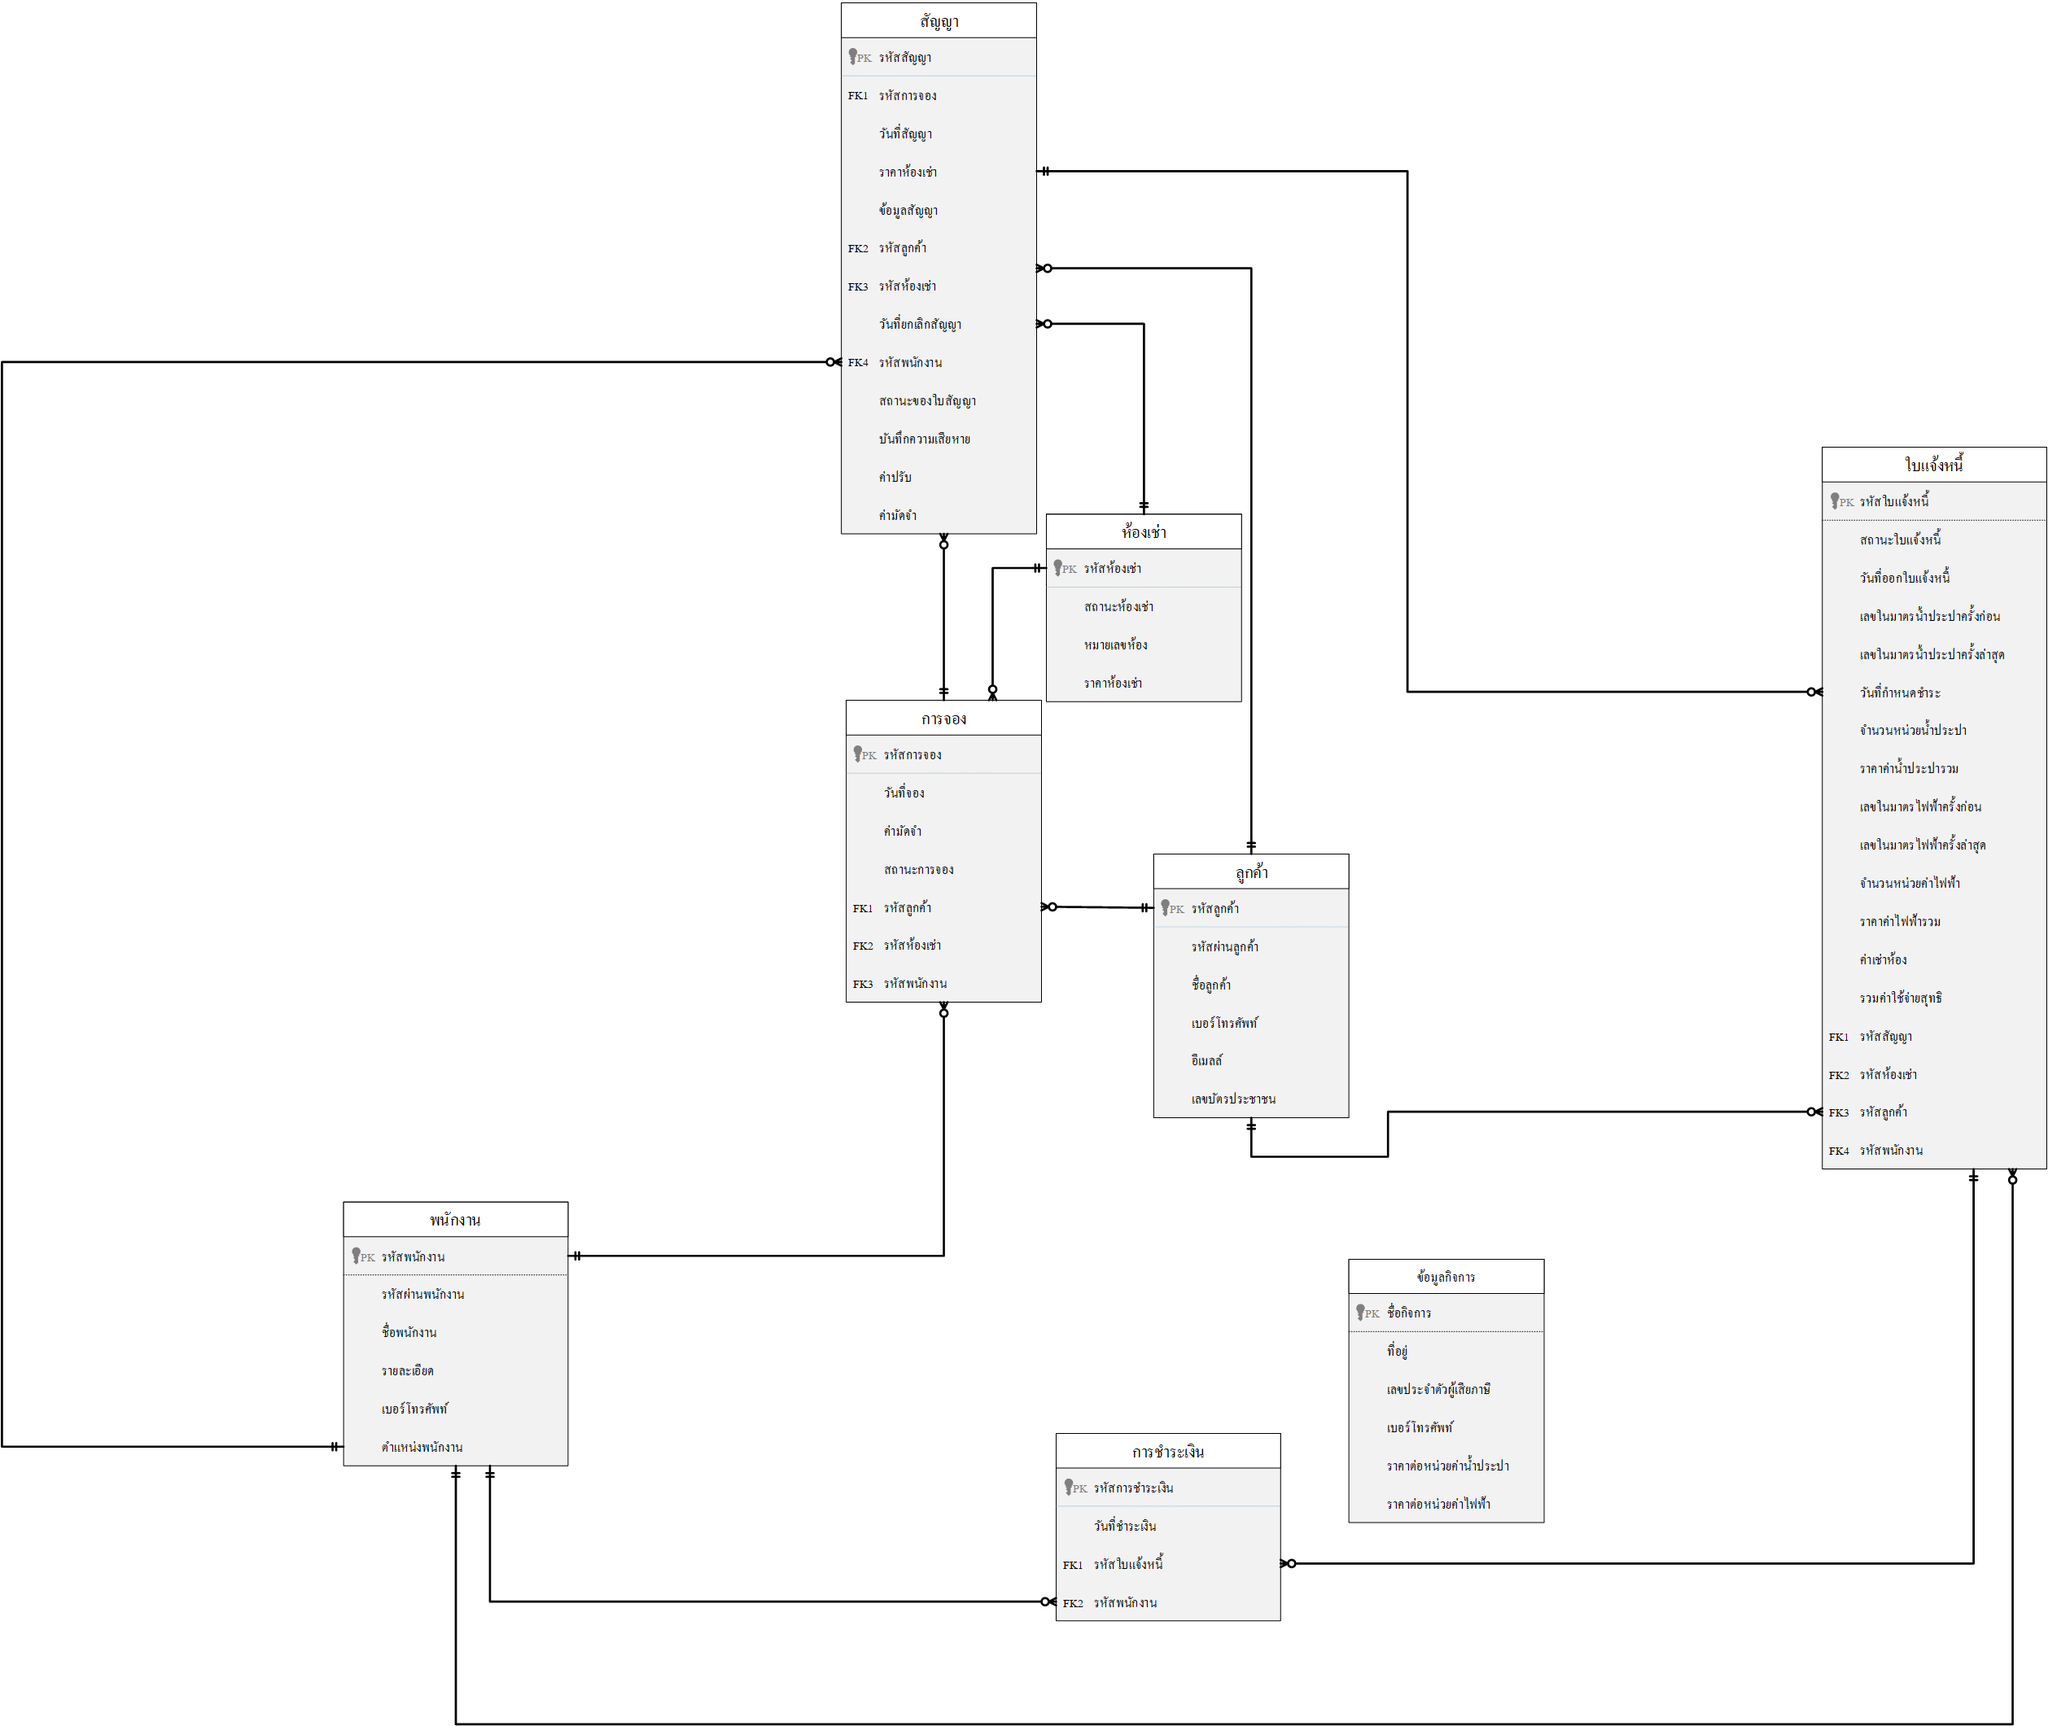 สัญญา
PK รหัสสัญญา
FK1 รหัสการจอง
วันที่สัญญา
ราคาห้องเช่า
ข้อมูลสัญญา
FK2 รหัสลูกค้า
FK3 รหัสห้องเช่า
วันที่ยกเลิกสัญญา
FK4 รหัสพนักงาน
สถานะของใบสัญญา
บันทึกความเสียหาย
ค่าปรับ
ค่ามัดจำ
ห้องเช่า
PK รหัสห้องเช่า
สถานะห้องเช่า
หมายเลขห้อง
ราคาห้องเช่า
การจอง
PK รหัสการจอง
วันที่จอง
ค่ามัดจำ
สถานะการจอง
FK1 รหัสลูกค้า
FK2 รหัสห้องเช่า
FK3 รหัสพนักงาน
ลูกค้า
PK รหัสลูกค้า
รหัสผ่านลูกค้า
ชื่อลูกค้า
เบอร์โทรศัพท์
อีเมลล์
เลขบัตรประชาชน
ใบแจ้งหนี้
PK รหัสใบแจ้งหนี้
สถานะใบแจ้งหนี้
วันที่ออกใบแจ้งหนี้
เลขในมาตรน้ำประปาครั้งก่อน
เลขในมาตรน้ำประปาครั้งล่าสุด
วันที่กำหนดชำระ
จำนวนหน่วยน้ำประปา
ราคาค่าน้ำประปารวม
เลขในมาตรไฟฟ้าครั้งก่อน
เลขในมาตรไฟฟ้าครั้งล่าสุด
จำนวนหน่วยค่าไฟฟ้า
ราคาค่าไฟฟ้ารวม
ค่าเช่าห้อง
รวมค่าใช้จ่ายสุทธิ
FK1 รหัสสัญญา
FK2 รหัสห้องเช่า
FK3 รหัสลูกค้า
FK4 รหัสพนักงาน
พนักงาน
PK รหัสพนักงาน
รหัสผ่านพนักงาน
ชื่อพนักงาน
รายละเอียด
เบอร์โทรศัพท์
ตำแหน่งพนักงาน
ข้อมูลกิจการ
PK ชื่อกิจการ
ที่อยู่
เลขประจำตัวผู้เสียภาษี
เบอร์โทรศัพท์
ราคาต่อหน่วยค่าน้ำประปา
ราคาต่อหน่วยค่าไฟฟ้า
การชำระเงิน
PK รหัสการชำระเงิน
วันที่ชำระเงิน
FK1 รหัสใบแจ้งหนี้
FK2 รหัสพนักงาน